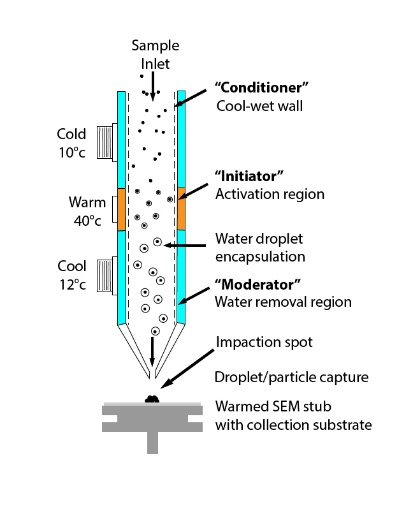 Sample
Inlet
“Conditioner”
Cool-wet wall
Cold
10°c
“Initiator”
Activation region
Warm
40°c
Water droplet
encapsulation
Cool
12°c
“Moderator”
Water removal region
Impaction spot
Droplet/particle capture
Warmed SEM stub
with collection substrate